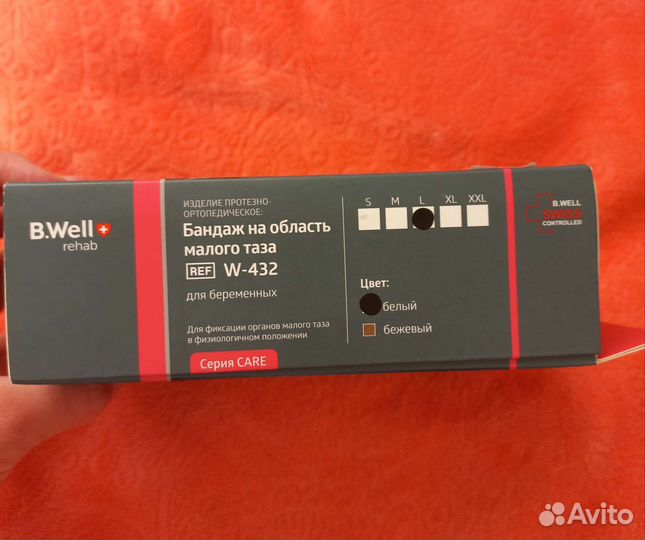 B.Well
rehab
ИЗДЕЛИЕ ПРОТЕЗНО-
ОРТОПЕДИЧЕСКОЕ:
Бандаж на область
малого таза
REF W-432
для беременных
Для фиксации органов малого таза
в физиологичном положении
Серия CARE
S M L XL XXL
Цвет:
белый
бежевый
B.WELL
SWISS
CONTROLLED
Avito